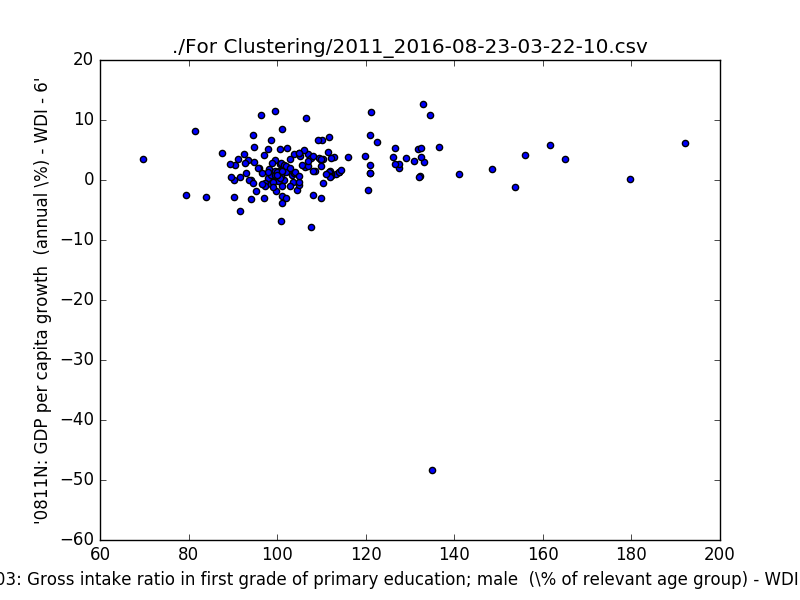 ./For Clustering/2011_2016-08-23-03-22-10.csv
'0811N: GDP per capita growth (annual \%) - WDI - 6'
20
10
0
−10
−20
−30
−40
−50
−60
60 80 100 120 140 160 180 200
03: Gross intake ratio in first grade of primary education; male (\% of relevant age group) - WDI